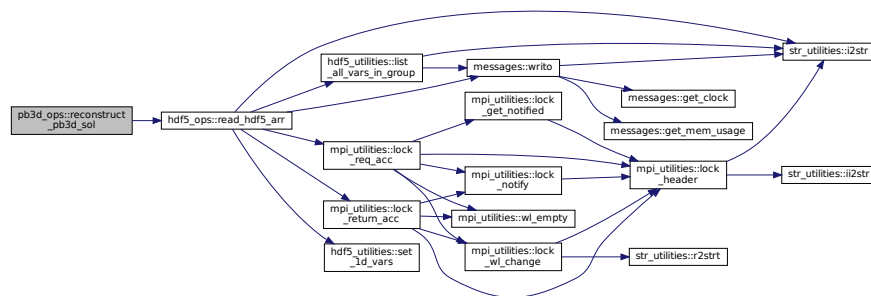 pb3d_ops::reconstruct
_pb3d_sol
hdf5_ops::read_hdf5_arr
hdf5_utilities::list
_all_vars_in_group
mpi_utilities::lock
_req_acc
mpi_utilities::lock
_return_acc
hdf5_utilities::set
_1d_vars
messages::writo
mpi_utilities::lock
_get_notified
mpi_utilities::lock
_notify
mpi_utilities::wl_empty
mpi_utilities::lock
_wl_change
messages::get_clock
messages::get_mem_usage
mpi_utilities::lock
_header
str_utilities::r2strt
str_utilities::i2str
str_utilities::ii2str